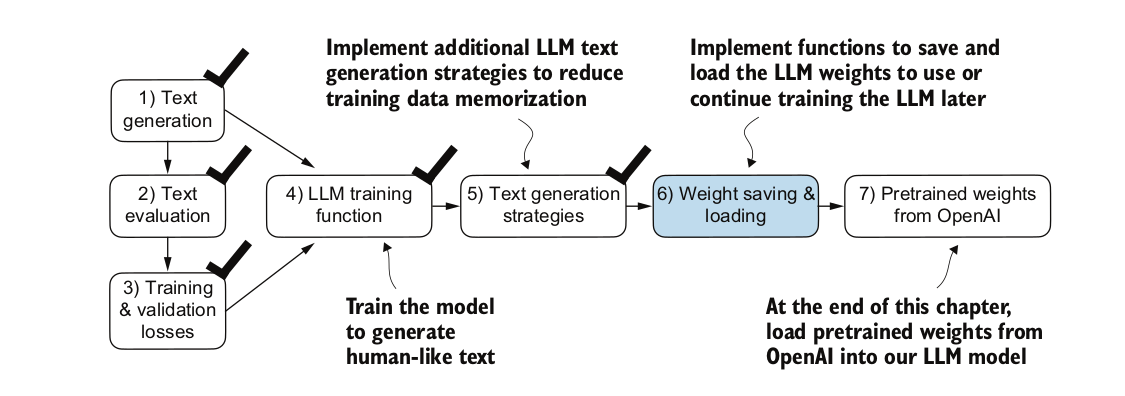 Implement additional LLM text
generation strategies to reduce
training data memorization
Implement functions to save and
load the LLM weights to use or
continue training the LLM later
1) Text
generation
2) Text
evaluation
3) Training
& validation
losses
4) LLM training
function
5) Text generation
strategies
6) Weight saving &
loading
7) Pretrained weights
from OpenAI
Train the model
to generate
human-like text
At the end of this chapter,
load pretrained weights from
OpenAI into our LLM model